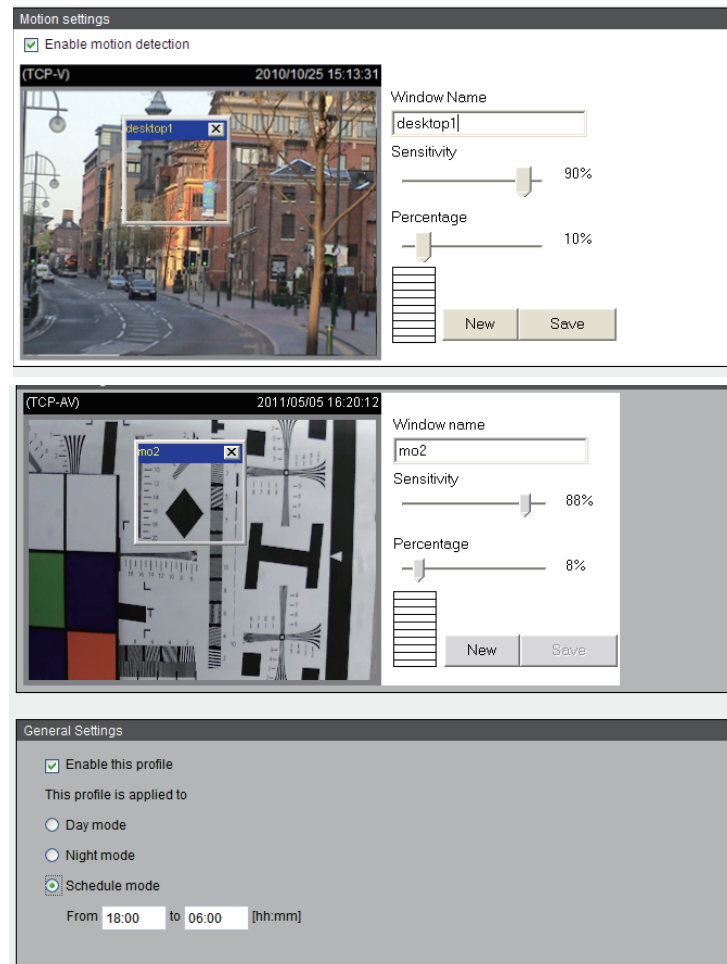 Motion settings
Enable motion detection
(TCP-V) 2010/10/25 15:13:31
desktop1
Window Name
desktop1
Sensitivity
90%
Percentage
10%
New Save
(TCP-AV) 2011/05/05 16:20:12
mo2
Window name
mo2
Sensitivity
88%
Percentage
8%
New Save
General Settings
Enable this profile
This profile is applied to
Day mode
Night mode
Schedule mode
From 18:00 to 06:00 [hh:mm]